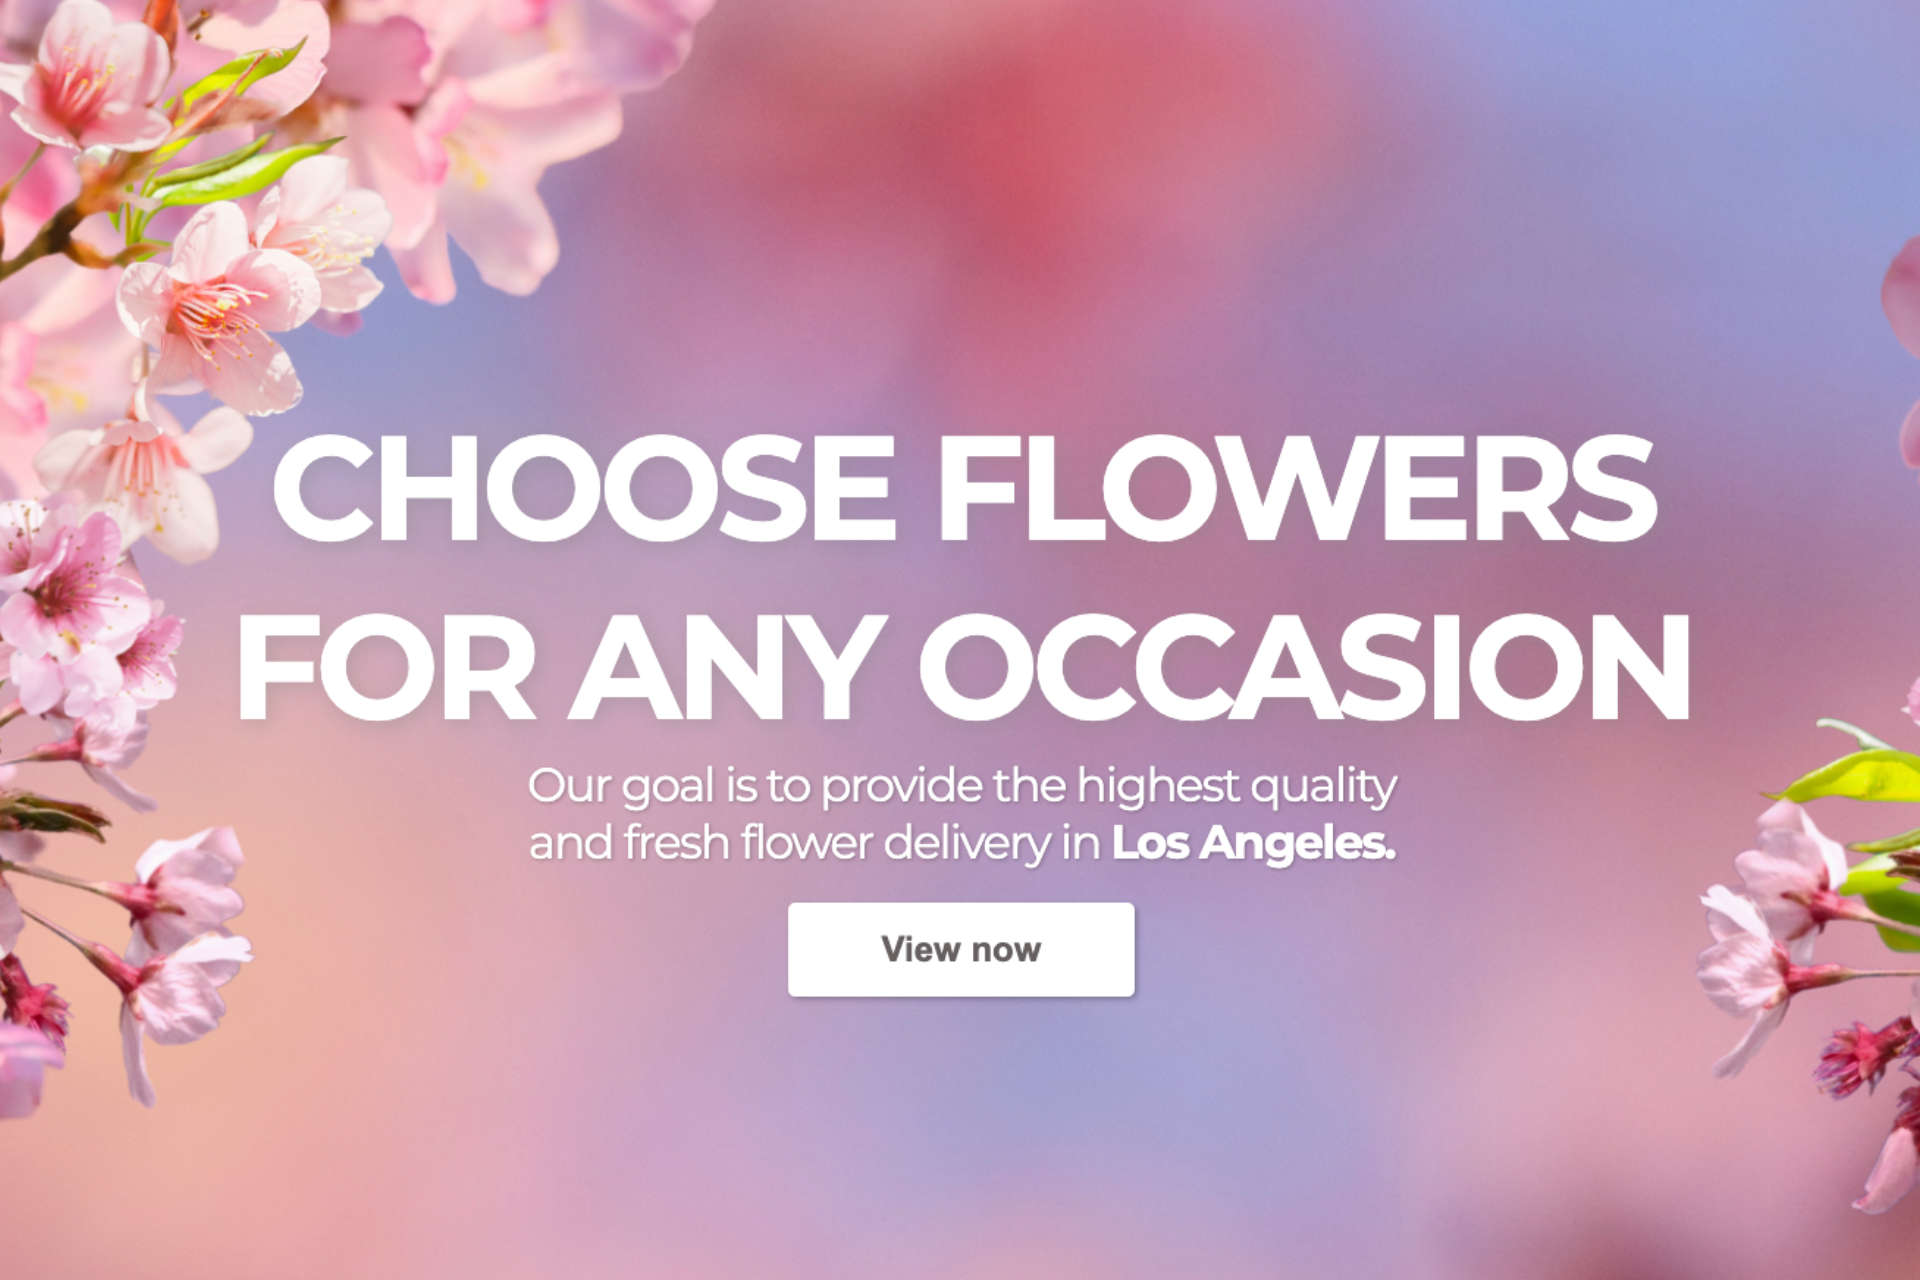 CHOOSE FLOWERS
FOR ANY OCCASION
Our goal is to provide the highest quality
and fresh flower delivery in Los Angeles.
View now